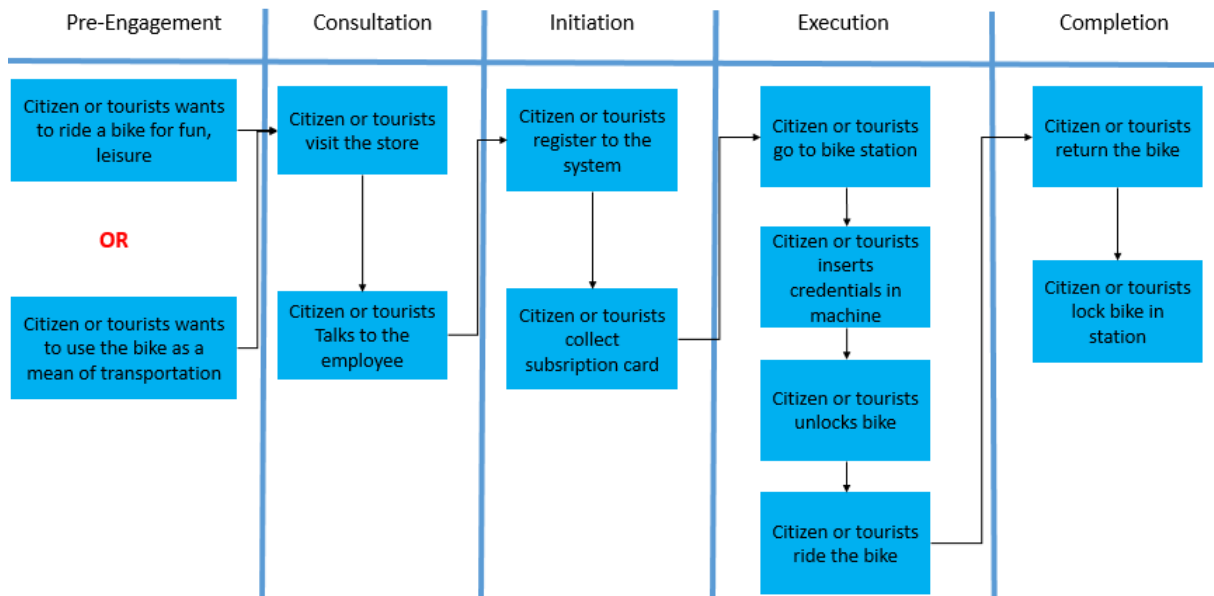 Pre-Engagement
Consultation
Initiation
Execution
Completion
Citizen or tourists wants
to ride a bike for fun,
leisure
OR
Citizen or tourists wants
to use the bike as a
mean of transportation
Citizen or tourists
visit the store
Citizen or tourists
Talks to the
employee
Citizen or tourists
register to the
system
Citizen or tourists
collect
subsription card
Citizen or tourists
go to bike station
Citizen or tourists
inserts
credentials in
machine
Citizen or tourists
unlocks bike
Citizen or tourists
ride the bike
Citizen or tourists
return the bike
Citizen or tourists
lock bike in
station